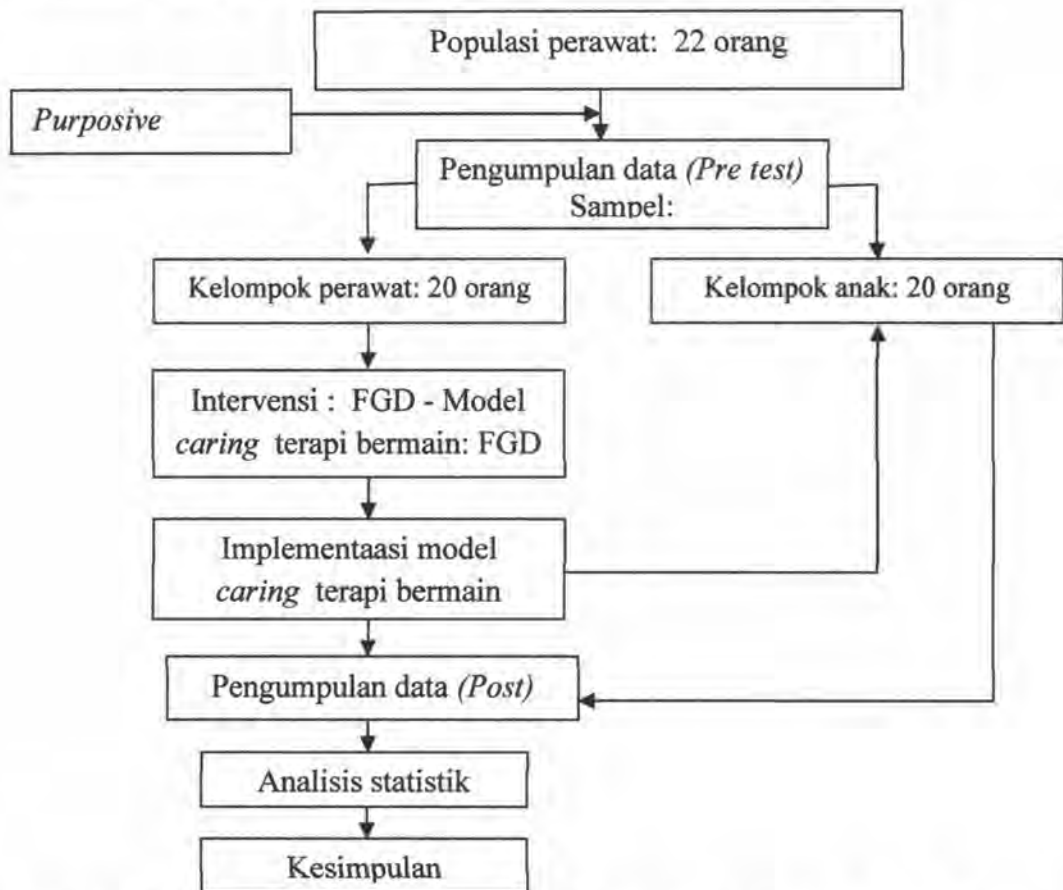 Populasi perawat: 22 orang
Purposive
Pengumpulan data (Pre test)
Sampel:
Kelompok perawat: 20 orang
Kelompok anak: 20 orang
Intervensi : FGD - Model
caring terapi bermain: FGD
Implementaasi model
caring terapi bermain
Pengumpulan data (Post)
Analisis statistik
Kesimpulan